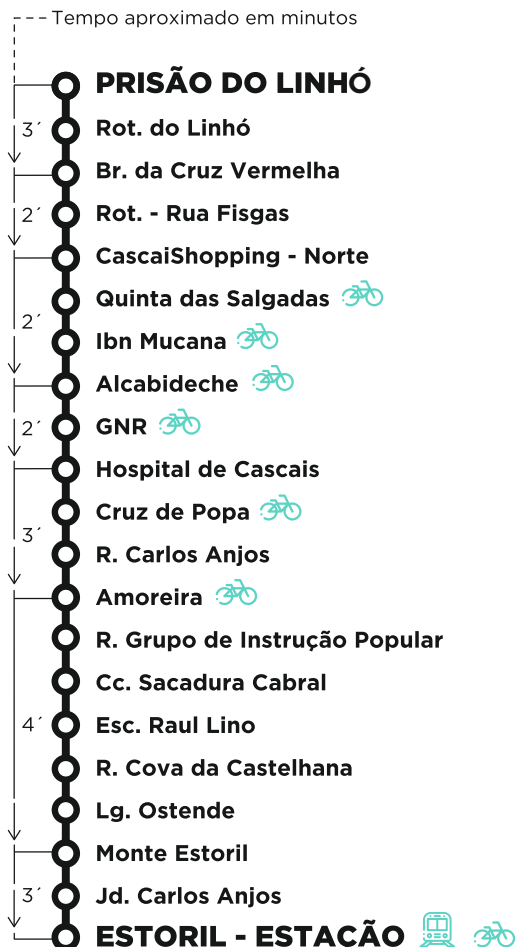 Tempo aproximado em minutos
PRISÃO DO LINHÓ
3´
Rot. do Linhó
Br. da Cruz Vermelha
2´
Rot. - Rua Fisgas
CascaiShopping - Norte
Quinta das Salgadas
2´
Ibn Mucana
Alcabideche
2´
GNR
Hospital de Cascais
Cruz de Popa
3´
R. Carlos Anjos
Amoreira
R. Grupo de Instrução Popular
Cc. Sacadura Cabral
4´
Esc. Raul Lino
R. Cova da Castelhana
Lg. Ostende
Monte Estoril
3´
Jd. Carlos Anjos
ESTORIL - ESTACÃO